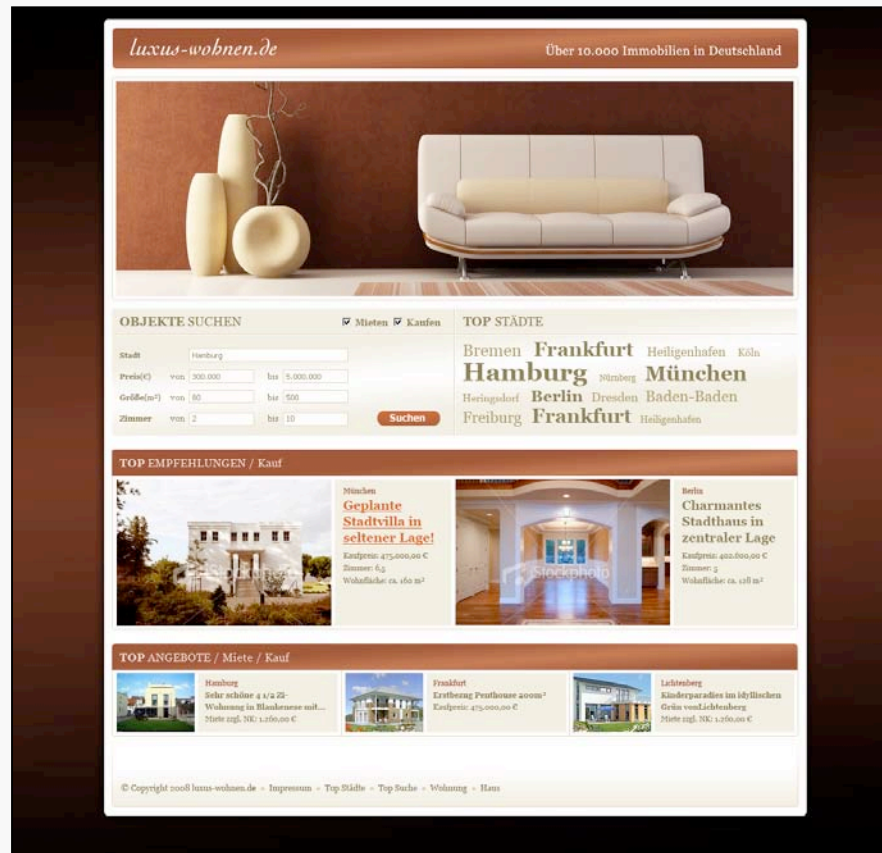 luxus-wohnen.de
Über 10.000 Immobilien in Deutschland
OBJEKTE SUCHEN
Mieten Kaufen
Stadt Hamburg
Preis(€) von 300.000 bis 5.000.000
Größe(m²) von 80 bis 500
Zimmer von 2 bis 10
Suchen
TOP STÄDTE
Bremen Frankfurt Heiligenhafen Köln
Hamburg Nürnberg München
Heringsdorf Berlin Dresden Baden-Baden
Freiburg Frankfurt Heiligenhafen
TOP EMPFEHLUNGEN / Kauf
iStockphoto
München
Geplante
Stadtvilla in
seltener Lage!
Kaufpreis: 475.000,00 €
Zimmer: 6,5
Wohnfläche: ca. 160 m²
iStockphoto
Berlin
Charmantes
Stadthaus in
zentraler Lage
Kaufpreis: 402.600,00 €
Zimmer: 5
Wohnfläche: ca. 128 m²
TOP ANGEBOTE / Miete / Kauf
Hamburg
Sehr schöne 4 1/2 Zi-
Wohnung in Blankenese mit...
Miete zzgl. NK: 1.260,00 €
Frankfurt
Erstbezug Penthouse 200m²
Kaufpreis: 475.000,00 €
Lichtenberg
Kinderparadies im idyllischen
Grün vonLichtenberg
Miete zzgl. NK: 1.260,00 €
© Copyright 2008 luxus-wohnen.de - Impressum - Top Städte - Top Suche - Wohnung - Haus